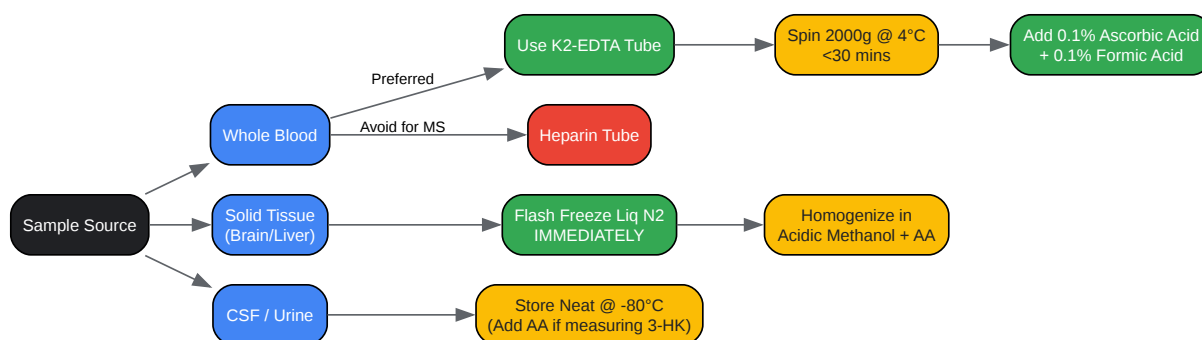 Use K2-EDTA Tube
Spin 2000g @ 4°C
<30 mins
Add 0.1% Ascorbic Acid
+ 0.1% Formic Acid
Preferred
Whole Blood
Avoid for MS
Heparin Tube
Sample Source
Solid Tissue
(Brain/Liver)
Flash Freeze Liq N2
IMMEDIATELY
Homogenize in
Acidic Methanol + AA
CSF / Urine
Store Neat @ -80°C
(Add AA if measuring 3-HK)